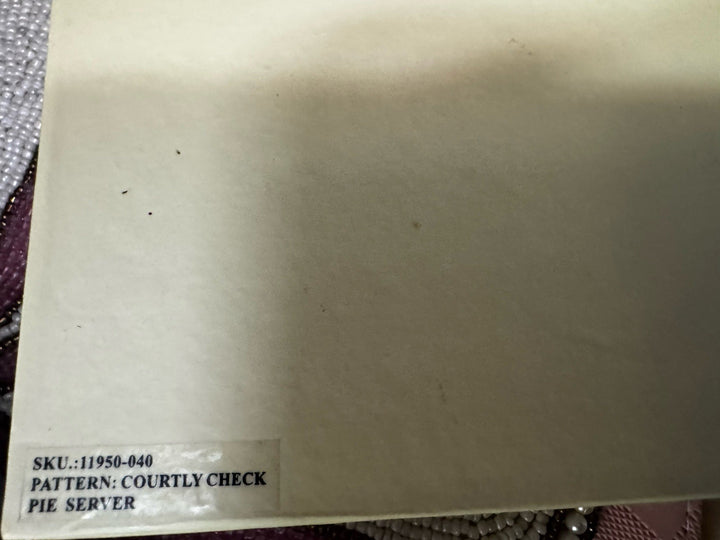 SKU.:11950-040
PATTERN: COURTLY CHECK
PIE SERVER